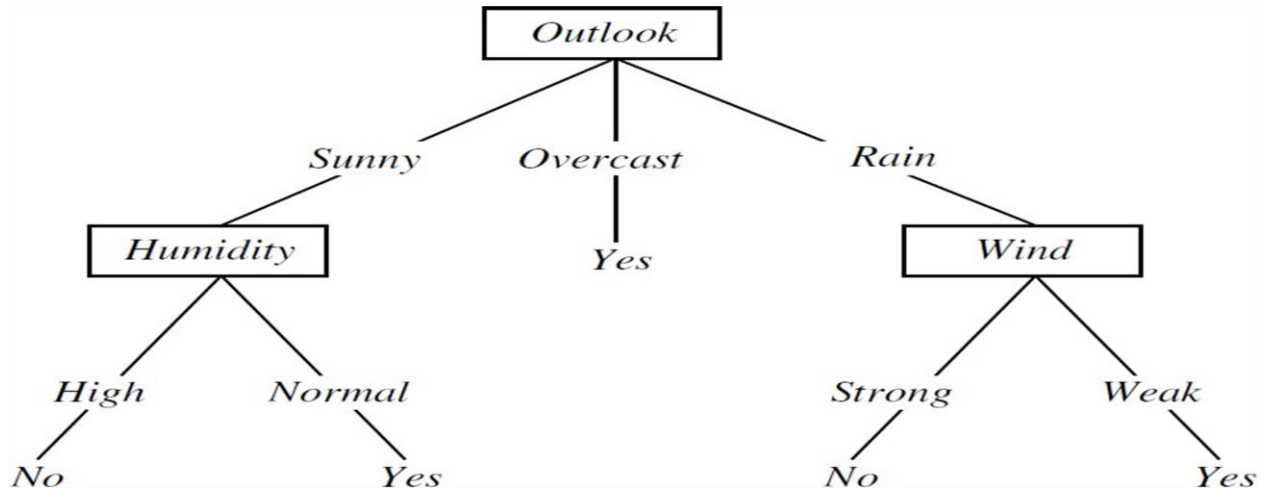 Outlook
Sunny Overcast Rain
Humidity Yes Wind
High Normal Strong Weak
No Yes No Yes